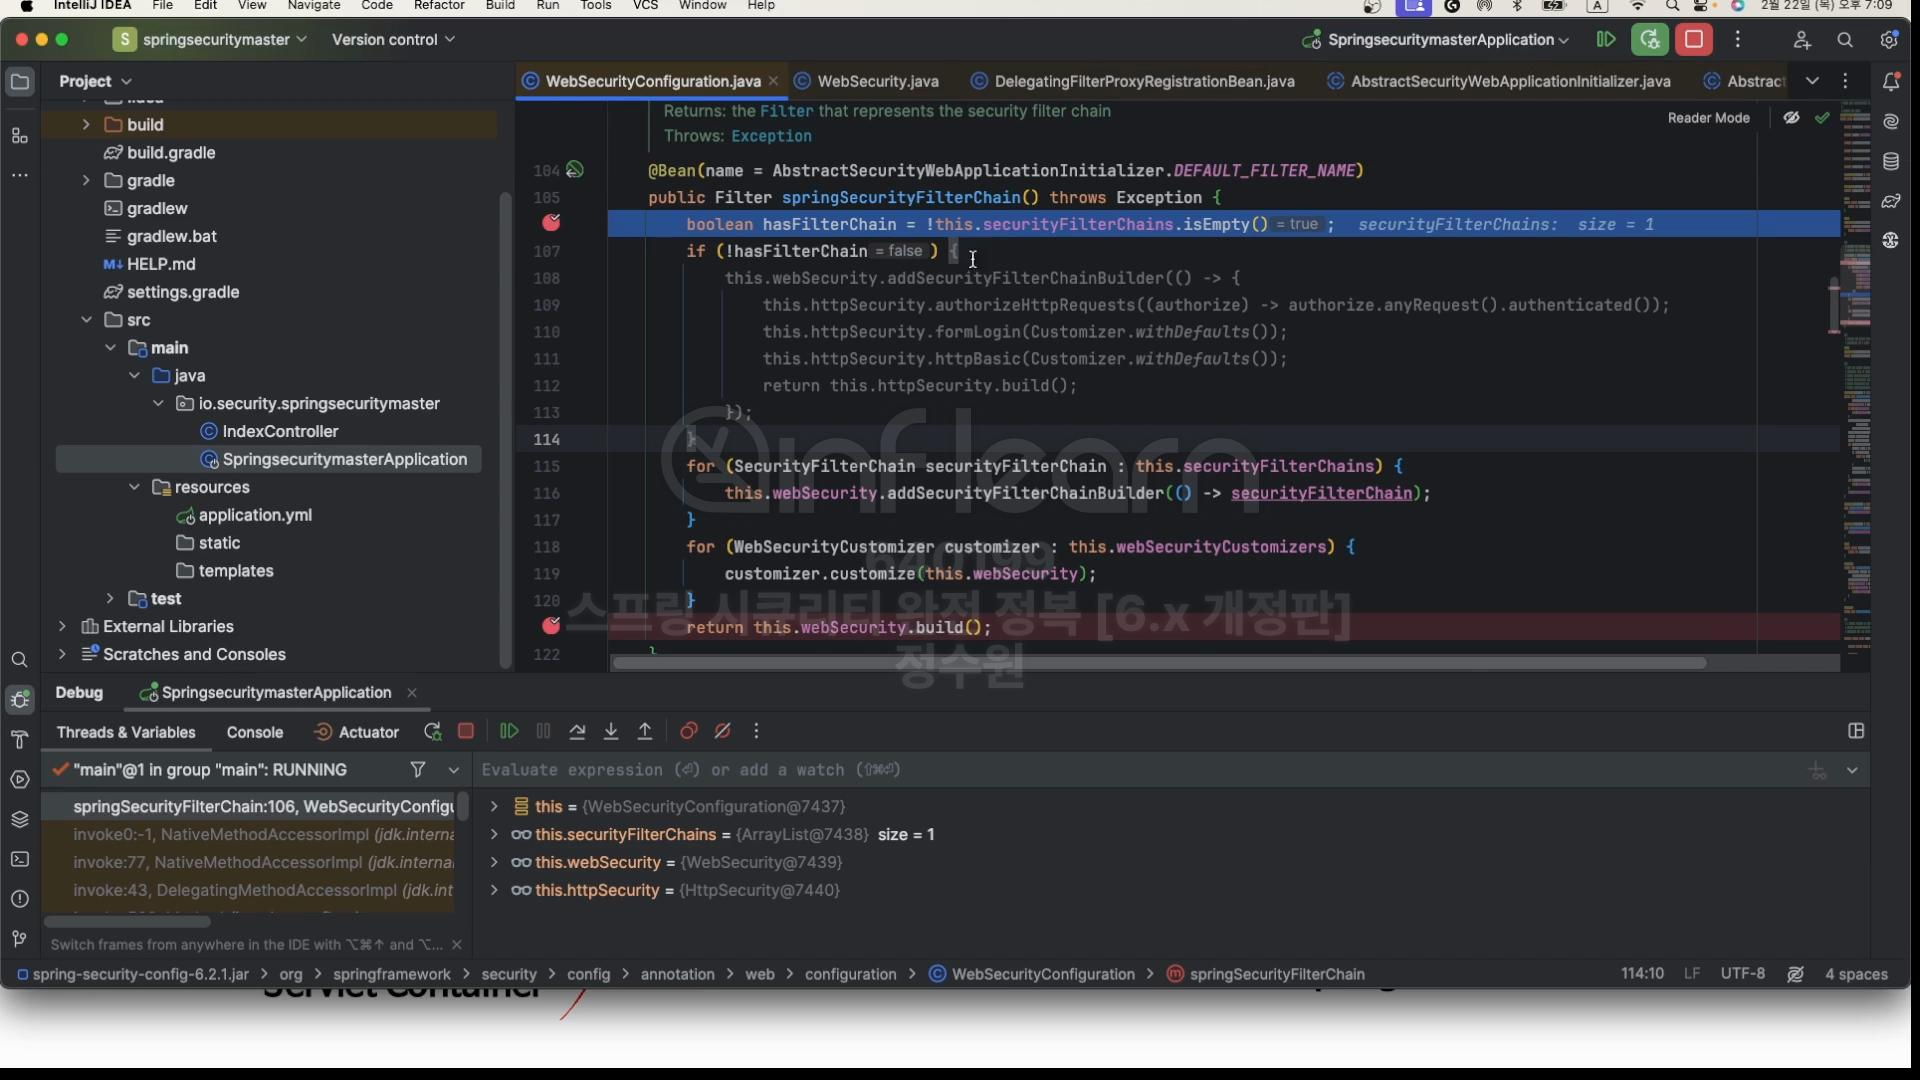 IntelliJ IDEA File Edit View Navigate Code Refactor Build Run Tools VCS Window Help 2월 22일 (목) 오후 7:09
S springsecuritymaster Version control SpringsecuritymasterApplication
Project
WebSecurityConfiguration.java WebSecurity.java DelegatingFilterProxyRegistrationBean.java AbstractSecurityWebApplicationInitializer.java Abstract
build
build.gradle
gradle
gradlew
gradlew.bat
HELP.md
settings.gradle
src
main
java
io.security.springsecuritymaster
IndexController
SpringsecuritymasterApplication
resources
application.yml
static
templates
test
External Libraries
Scratches and Consoles
Returns: the Filter that represents the security filter chain
Throws: Exception
Reader Mode
104 @Bean(name = AbstractSecurityWebApplicationInitializer.DEFAULT_FILTER_NAME)
105 public Filter springSecurityFilterChain() throws Exception {
boolean hasFilterChain = !this.securityFilterChains.isEmpty() = true ; securityFilterChains: size = 1
107 if (!hasFilterChain = false ) {
108 this.webSecurity.addSecurityFilterChainBuilder(() -> {
109 this.httpSecurity.authorizeHttpRequests((authorize) -> authorize.anyRequest().authenticated());
110 this.httpSecurity.formLogin(Customizer.withDefaults());
111 this.httpSecurity.httpBasic(Customizer.withDefaults());
112 return this.httpSecurity.build();
113 });
114 }
115 for (SecurityFilterChain securityFilterChain : this.securityFilterChains) {
116 this.webSecurity.addSecurityFilterChainBuilder(() -> securityFilterChain);
117 }
118 for (WebSecurityCustomizer customizer : this.webSecurityCustomizers) {
119 customizer.customize(this.webSecurity);
120 }
return this.webSecurity.build();
122 }
inflearn
640199
스프링 시큐리티 완전 정복 [6.x 개정판]
정수원
Debug SpringsecuritymasterApplication
Threads & Variables Console Actuator
"main"@1 in group "main": RUNNING
springSecurityFilterChain:106, WebSecurityConfigu
invoke0:-1, NativeMethodAccessorImpl (jdk.interna
invoke:77, NativeMethodAccessorImpl (jdk.interna
invoke:43, DelegatingMethodAccessorImpl (jdk.int
Switch frames from anywhere in the IDE with ⌥⌘↑ and ⌥...
Evaluate expression (⏎) or add a watch (⇧⌘⏎)
this = {WebSecurityConfiguration@7437}
this.securityFilterChains = {ArrayList@7438} size = 1
this.webSecurity = {WebSecurity@7439}
this.httpSecurity = {HttpSecurity@7440}
spring-security-config-6.2.1.jar > org > springframework > security > config > annotation > web > configuration > WebSecurityConfiguration > springSecurityFilterChain 114:10 LF UTF-8 4 spaces
Servlet Container